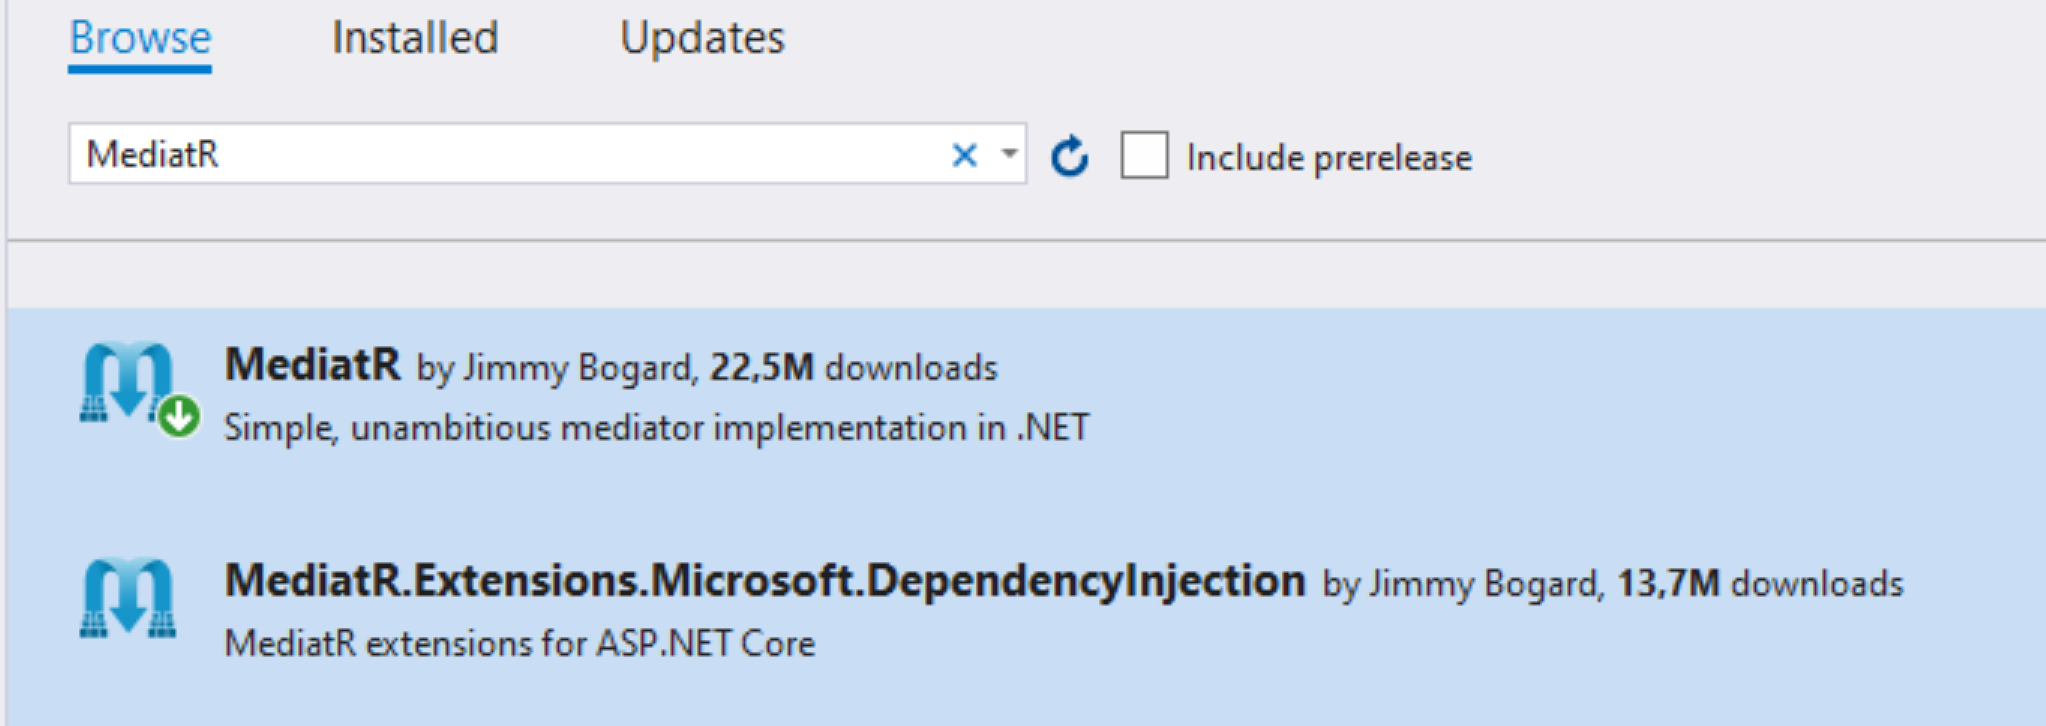 Browse Installed Updates
MediatR
Include prerelease
MediatR by Jimmy Bogard, 22,5M downloads
Simple, unambitious mediator implementation in .NET
MediatR.Extensions.Microsoft.DependencyInjection by Jimmy Bogard, 13,7M downloads
MediatR extensions for ASP.NET Core